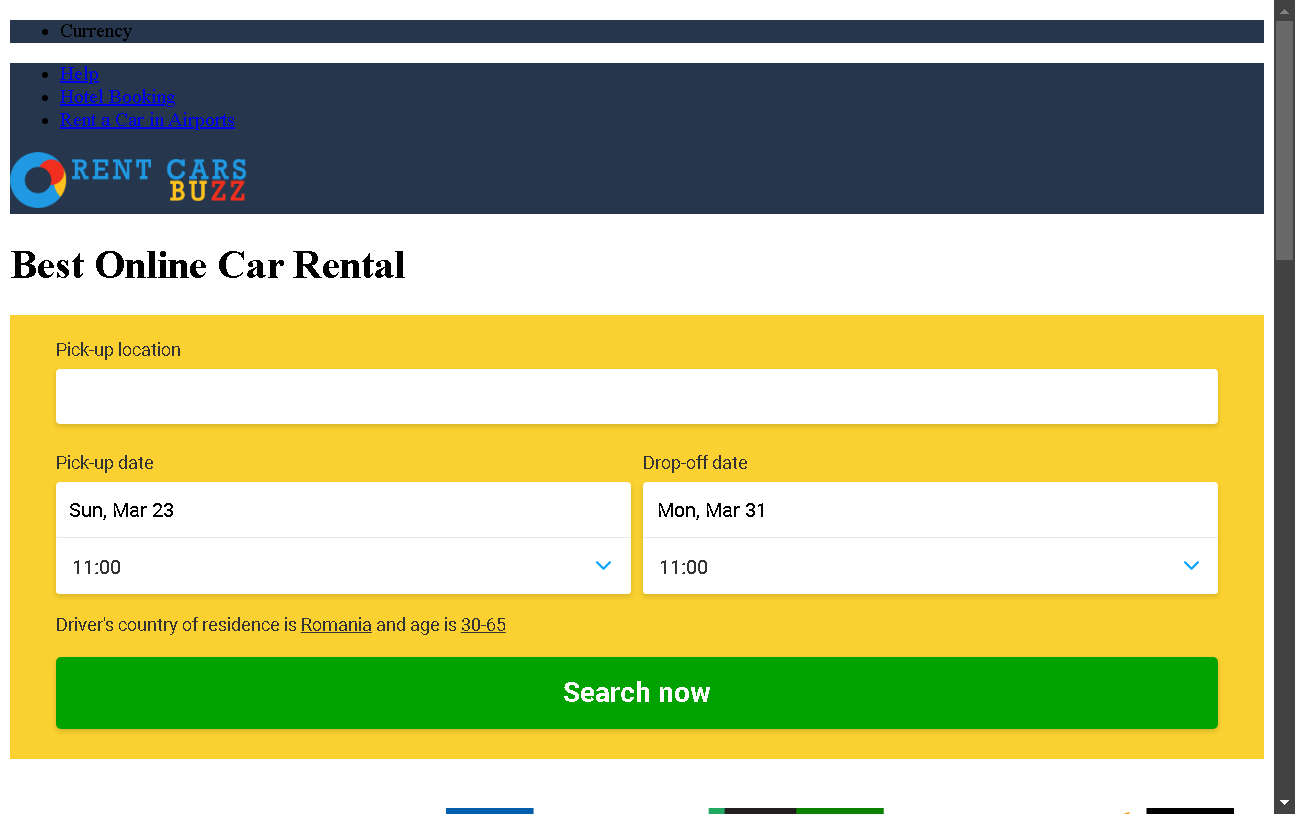 Currency
Help
Hotel Booking
Rent a Car in Airports
RENT CARS
BUZZ
Best Online Car Rental
Pick-up location
Pick-up date
Drop-off date
Sun, Mar 23
Mon, Mar 31
11:00
11:00
Driver's country of residence is Romania and age is 30-65
Search now